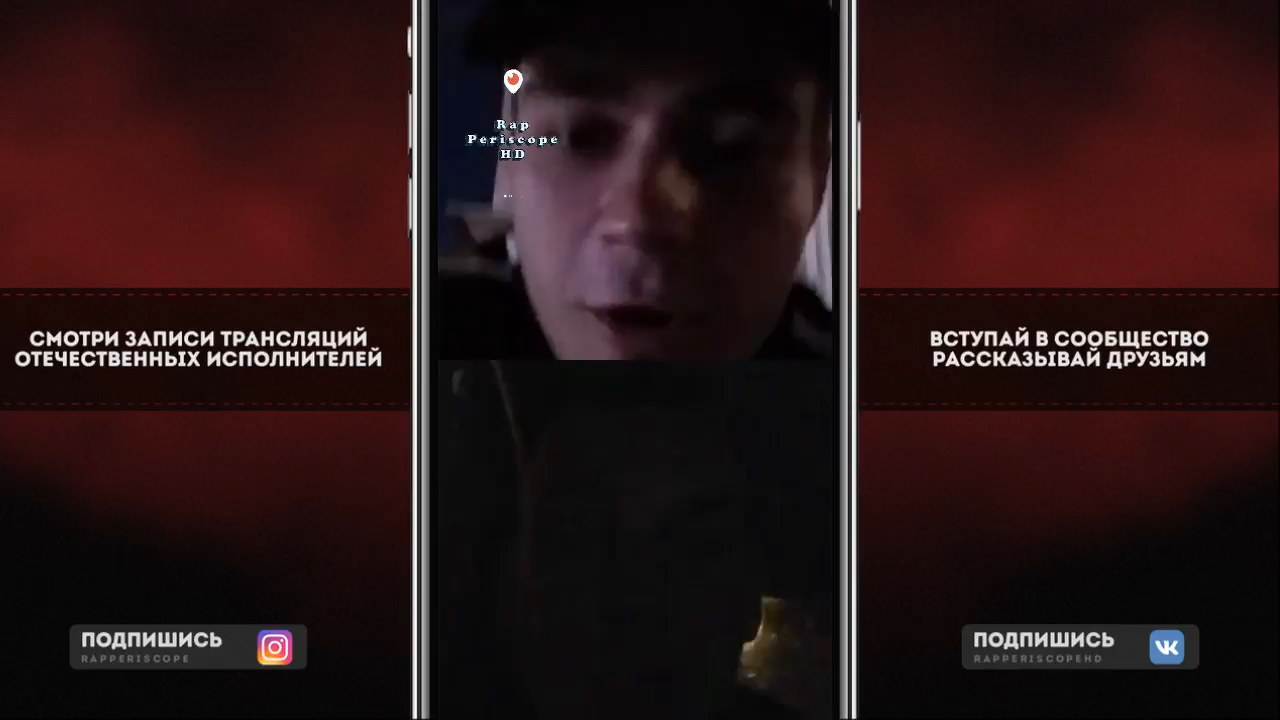 Rap
Periscope
HD
...
СМОТРИ ЗАПИСИ ТРАНСЛЯЦИЙ
ОТЕЧЕСТВЕННЫХ ИСПОЛНИТЕЛЕЙ
ВСТУПАЙ В СООБЩЕСТВО
РАССКАЗЫВАЙ ДРУЗЬЯМ
ПОДПИШИСЬ
RAPPERISCOPE
ПОДПИШИСЬ
RAPPERISCOPEHD